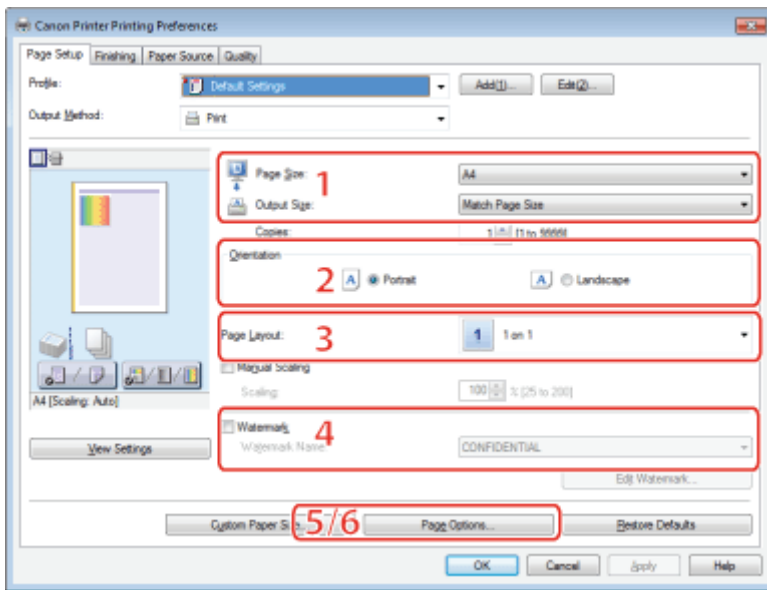 Canon Printer Printing Preferences
Page Setup Finishing Paper Source Quality
Profile: Default Settings Add(1)... Edit(2)...
Output Method: Print
1 Page Size: A4
Output Size: Match Page Size
Copies: 1 [1 to 9999]
Orientation
2 A Portrait A Landscape
Page Layout: 3 1 1 on 1
Manual Scaling
Scaling: 100 % [25 to 200]
A4 [Scaling: Auto]
Watermark 4
Watermark Name: CONFIDENTIAL
View Settings
Edit Watermark...
Custom Paper Size... 5/6 Page Options... Restore Defaults
OK Cancel Apply Help